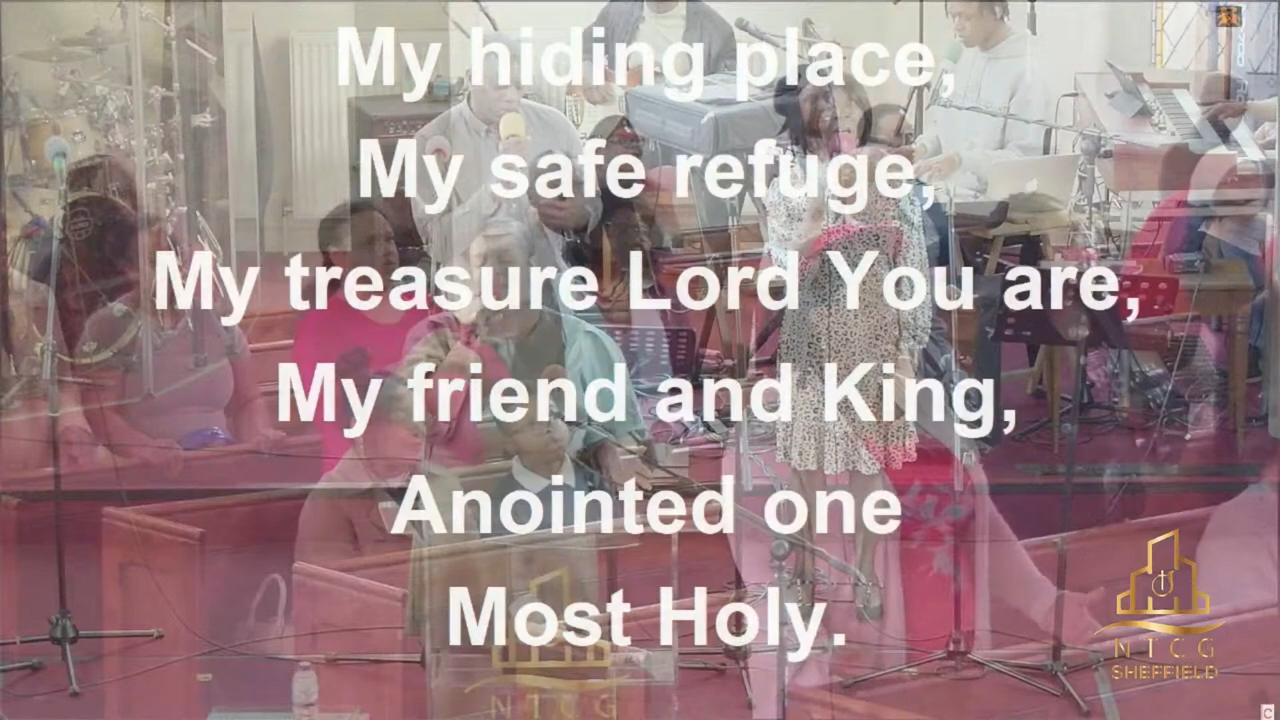 My hiding place,
My safe refuge,
My treasure Lord You are,
My friend and King,
Anointed one
Most Holy.
NTCG
SHEFFIELD
NTCG
C